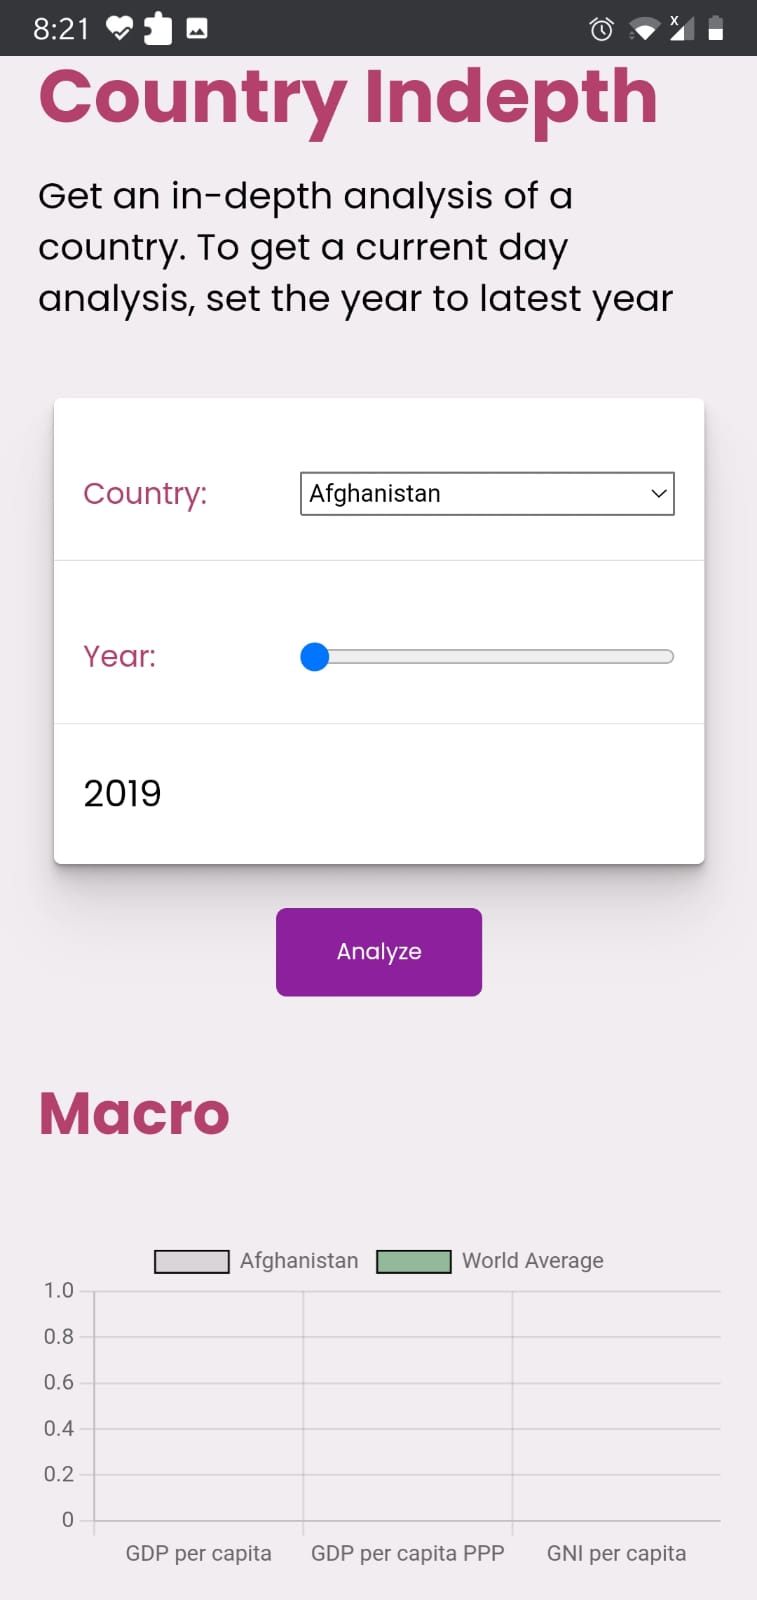 8:21
Country Indepth
Get an in-depth analysis of a
country. To get a current day
analysis, set the year to latest year
Country:
Afghanistan
Year:
2019
Analyze
Macro
Afghanistan
World Average
1.0
0.8
0.6
0.4
0.2
0
GDP per capita
GDP per capita PPP
GNI per capita